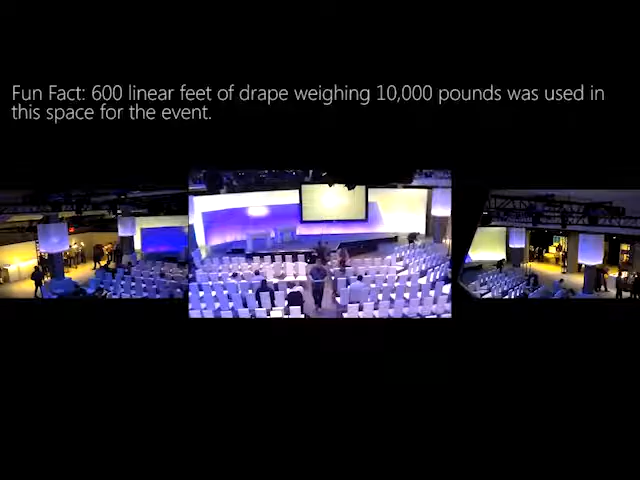 Fun Fact: 600 linear feet of drape weighing 10,000 pounds was used in
this space for the event.